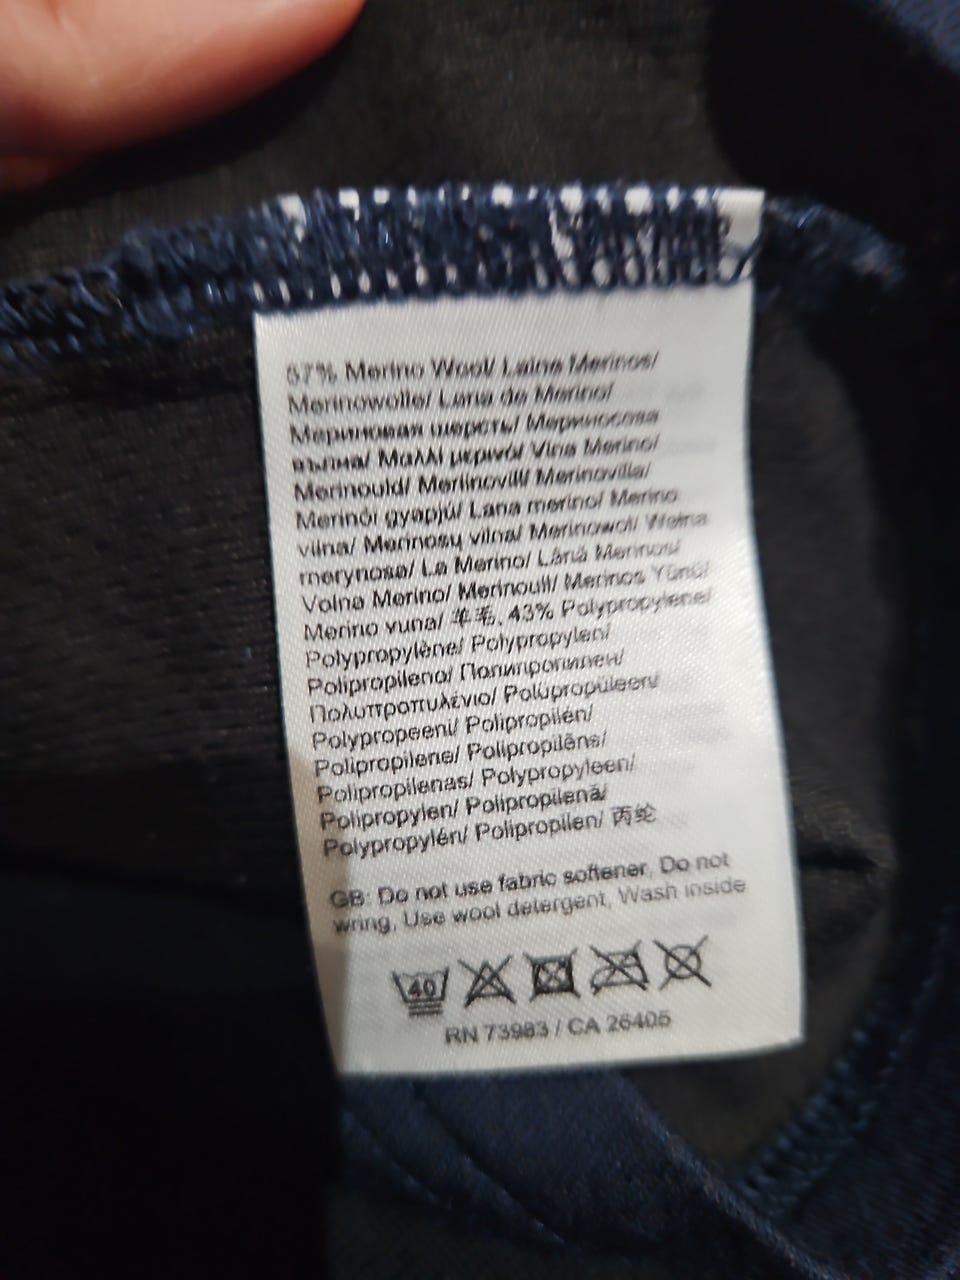 57% Merino Wool/ Laine Merinos/
Merinowolle/ Lana de Merino/
Мериновая шерсть/ Мериносова
вълна/ Μαλλί μερινό/ Vina Merino/
Merinould/ Merlinovill/ Merinovilla/
Merinói gyapjú/ Lana merino/ Merino
vilna/ Merinosų vilna/ Merinowol/ Wełna
merynosa/ La Merino/ Lână Merinos/
Volna Merino/ Merinoull/ Merinos Yünü/
Merino vuna/ 羊毛, 43% Polypropylene/
Polypropylène/ Polypropylen/
Polipropileno/ Полипропилен/
Πολυπροπυλένιο/ Polüpropüleen/
Polypropeeni/ Polipropilén/
Polipropilene/ Polipropilēns/
Polipropilenas/ Polypropyleen/
Polipropylen/ Polipropilenă/
Polypropylén/ Polipropilen/ 丙纶
GB: Do not use fabric softener, Do not
wring, Use wool detergent, Wash inside
40
RN 73983 / CA 26405